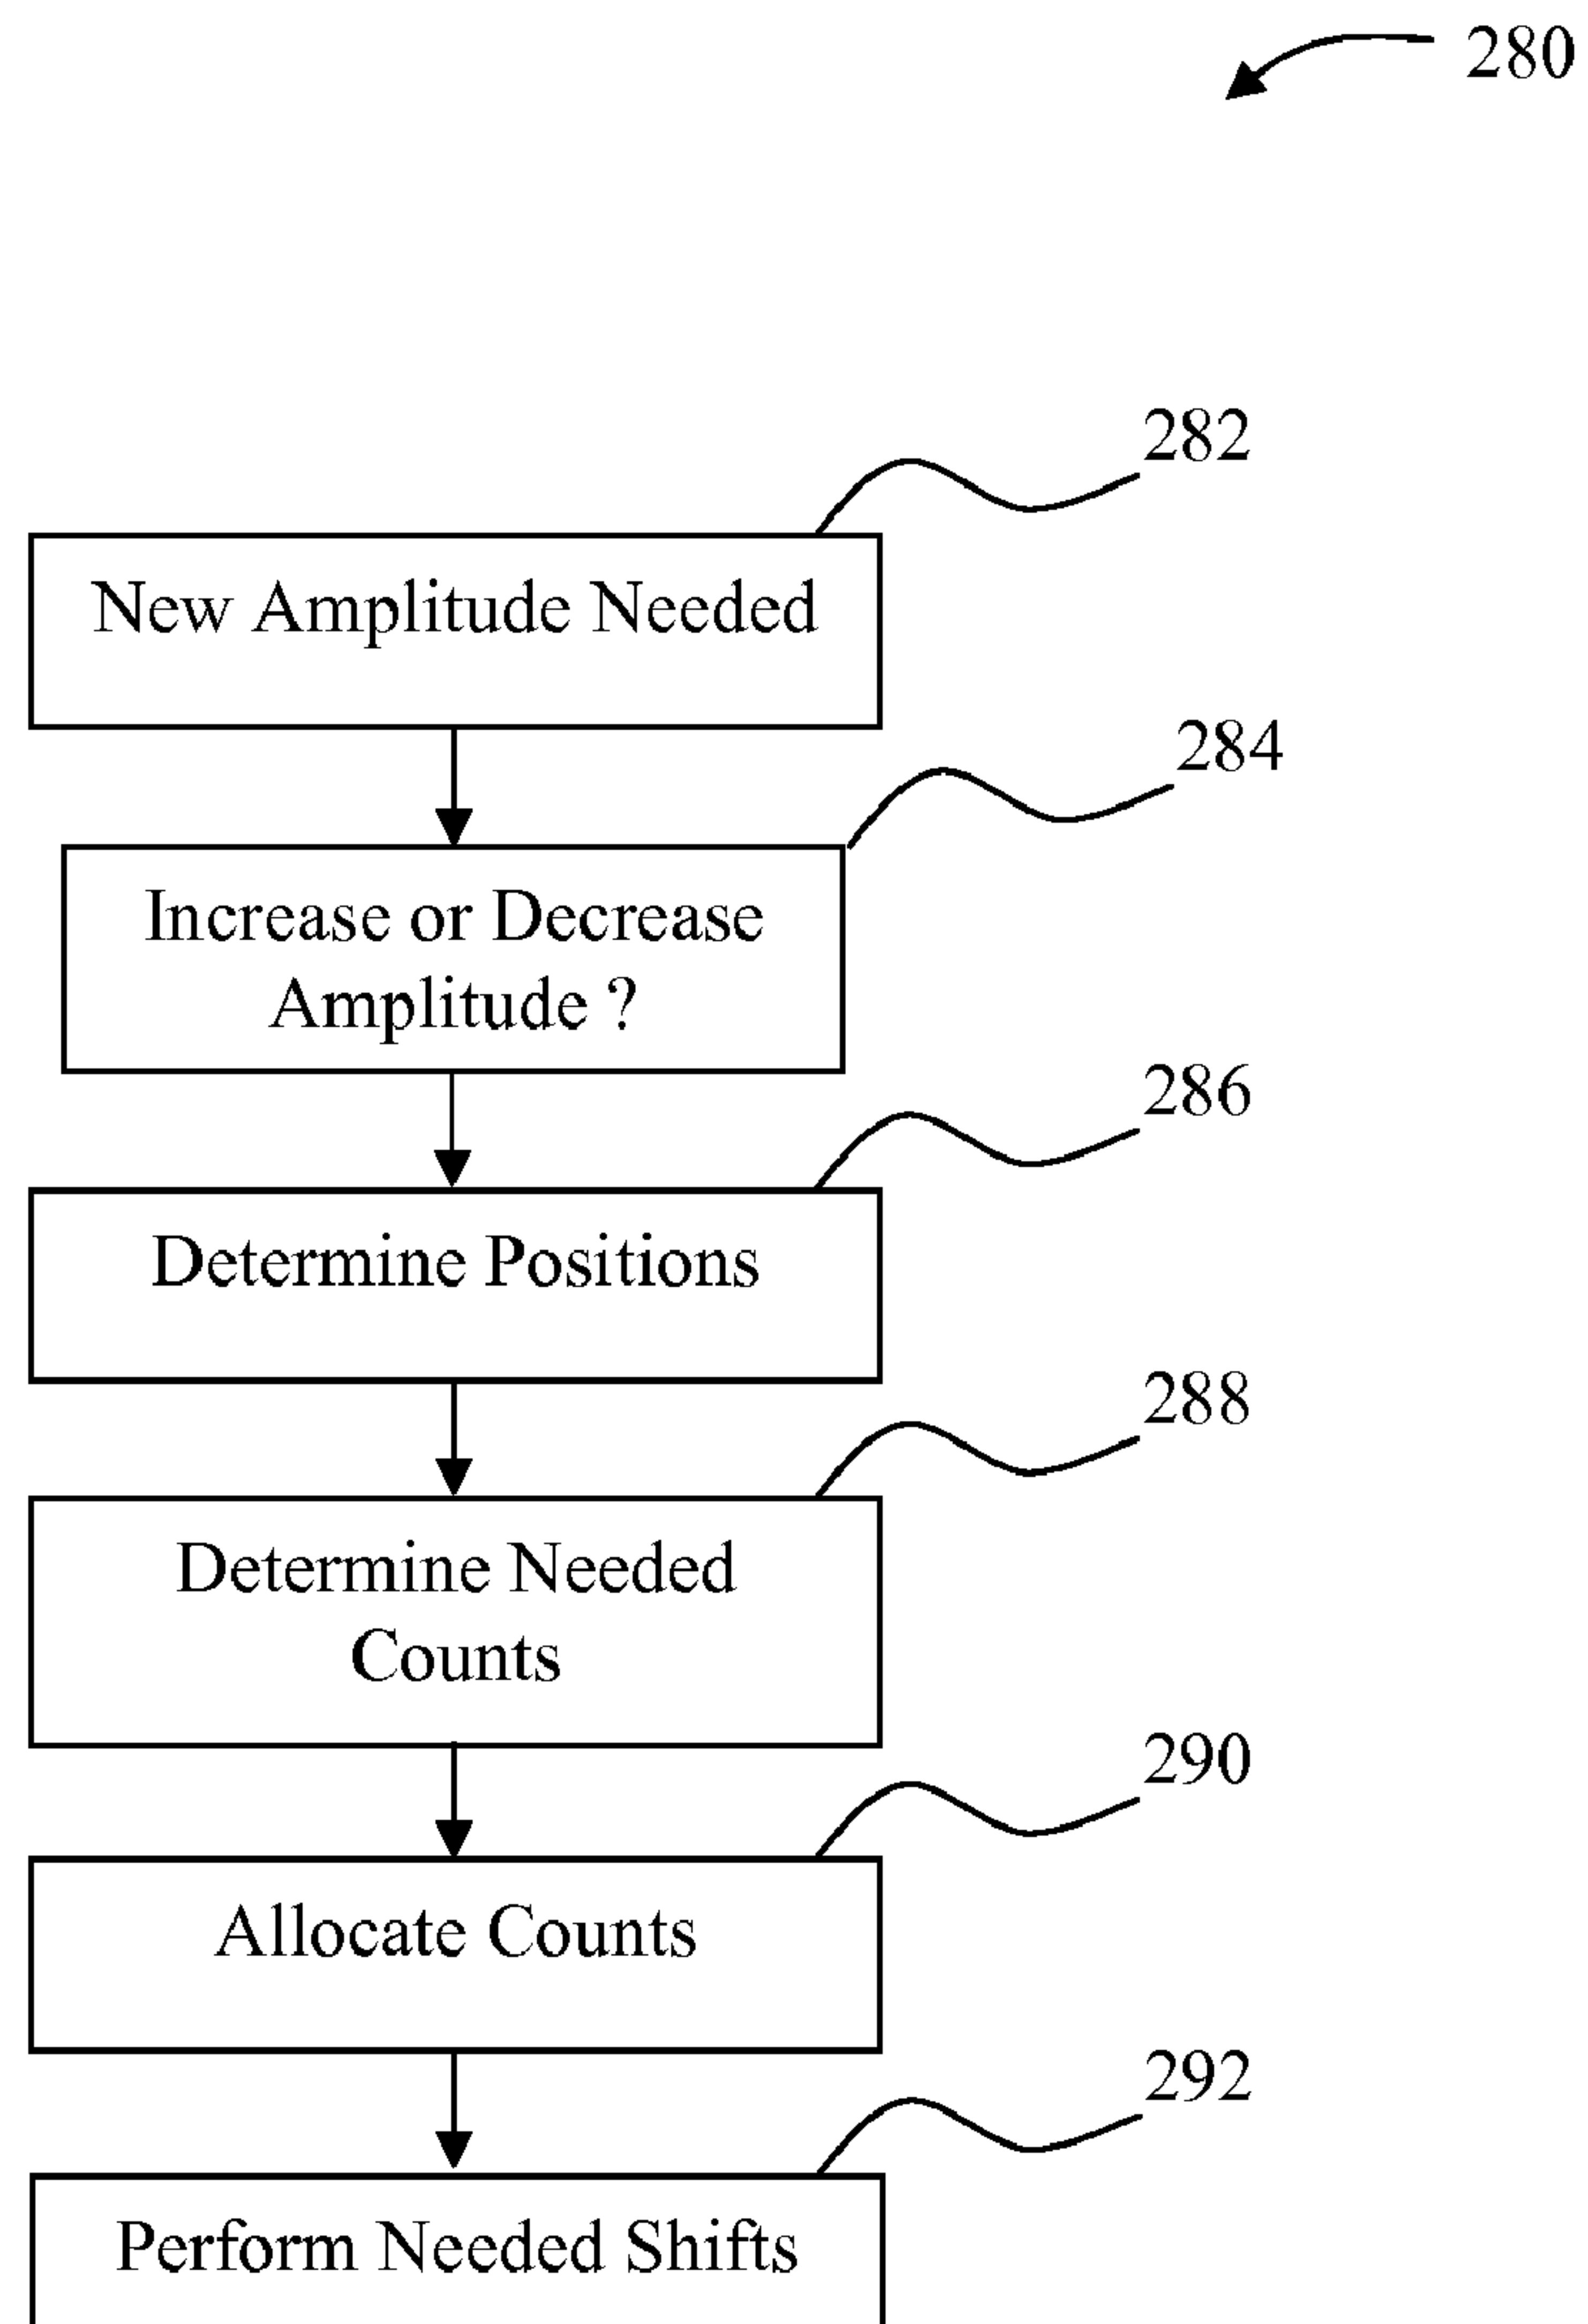 280
282
New Amplitude Needed
284
Increase or Decrease
Amplitude ?
286
Determine Positions
288
Determine Needed
Counts
290
Allocate Counts
292
Perform Needed Shifts